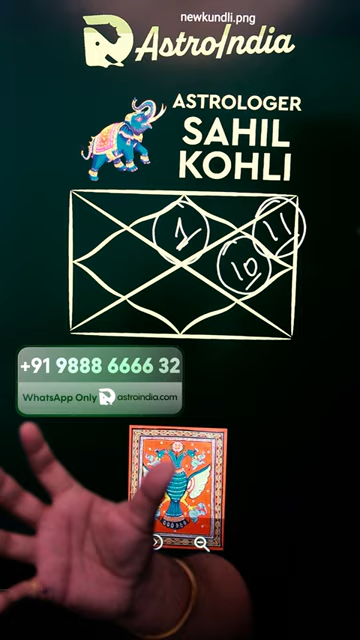 newkundli.png
AstroIndia
ASTROLOGER
SAHIL
KOHLI
1
11
10
+91 9888 6666 32
WhatsApp Only astroindia.com